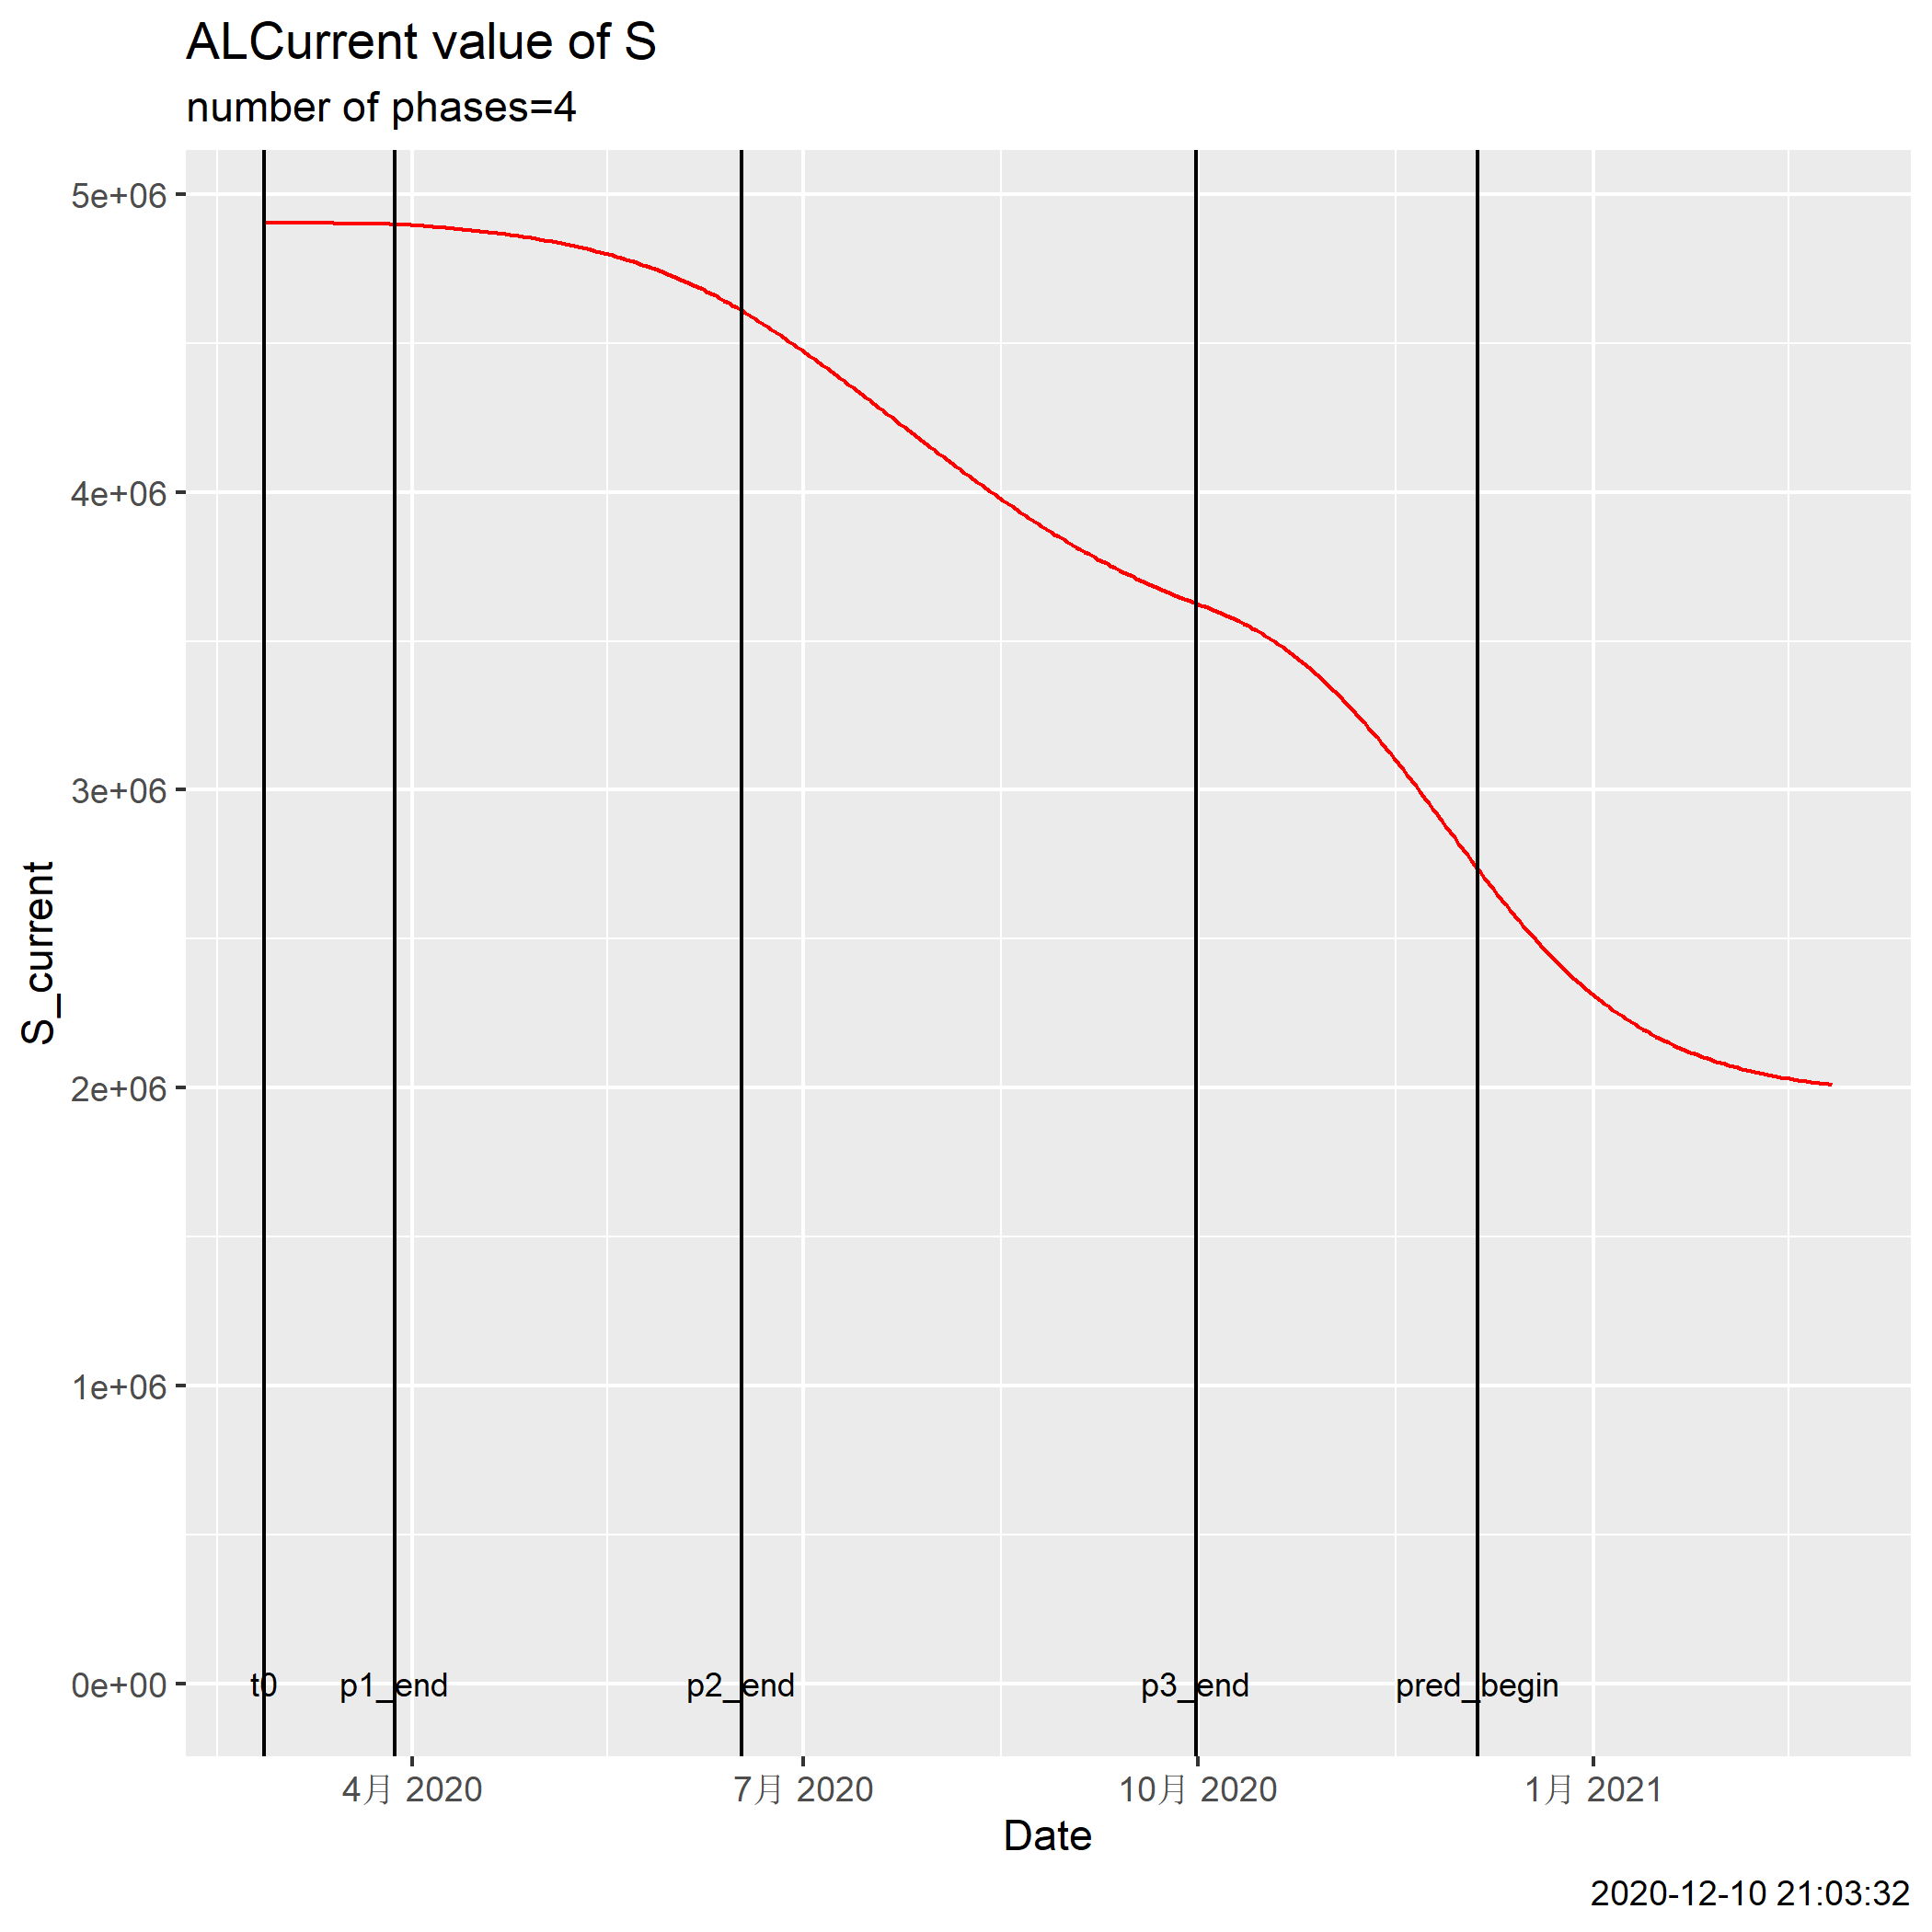 ALCurrent value of S
number of phases=4
5e+06
4e+06
3e+06
2e+06
1e+06
0e+00
S_current
t0
p1_end
p2_end
p3_end
pred_begin
4月 2020
7月 2020
10月 2020
1月 2021
Date
2020-12-10 21:03:32